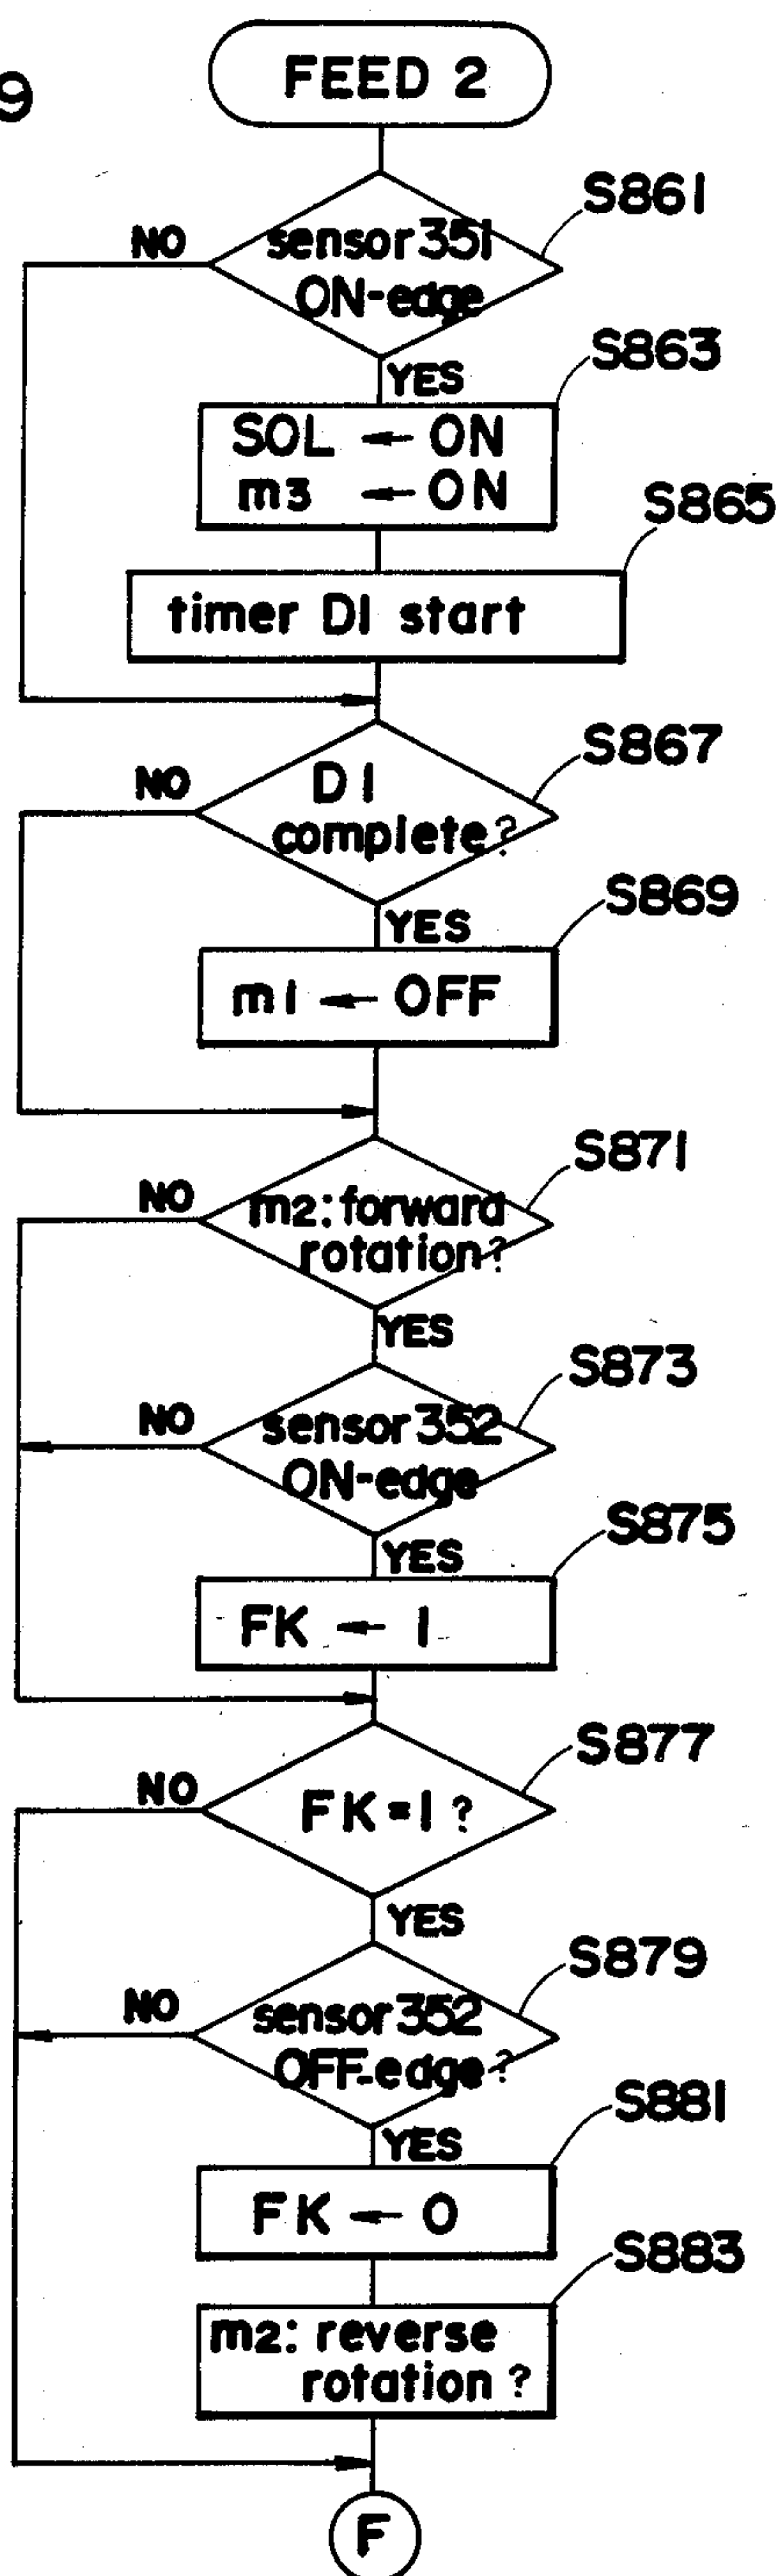 9
FEED 2
S861
NO
sensor 351
ON-edge
YES
S863
SOL ← ON
m3 ← ON
S865
timer D1 start
S867
NO
D1
complete?
YES
S869
m1 ← OFF
S871
NO
m2: forward
rotation?
YES
S873
NO
sensor 352
ON-edge
YES
S875
FK ← 1
S877
NO
FK=1?
YES
S879
NO
sensor 352
OFF-edge?
YES
S881
FK ← 0
S883
m2: reverse
rotation?
F